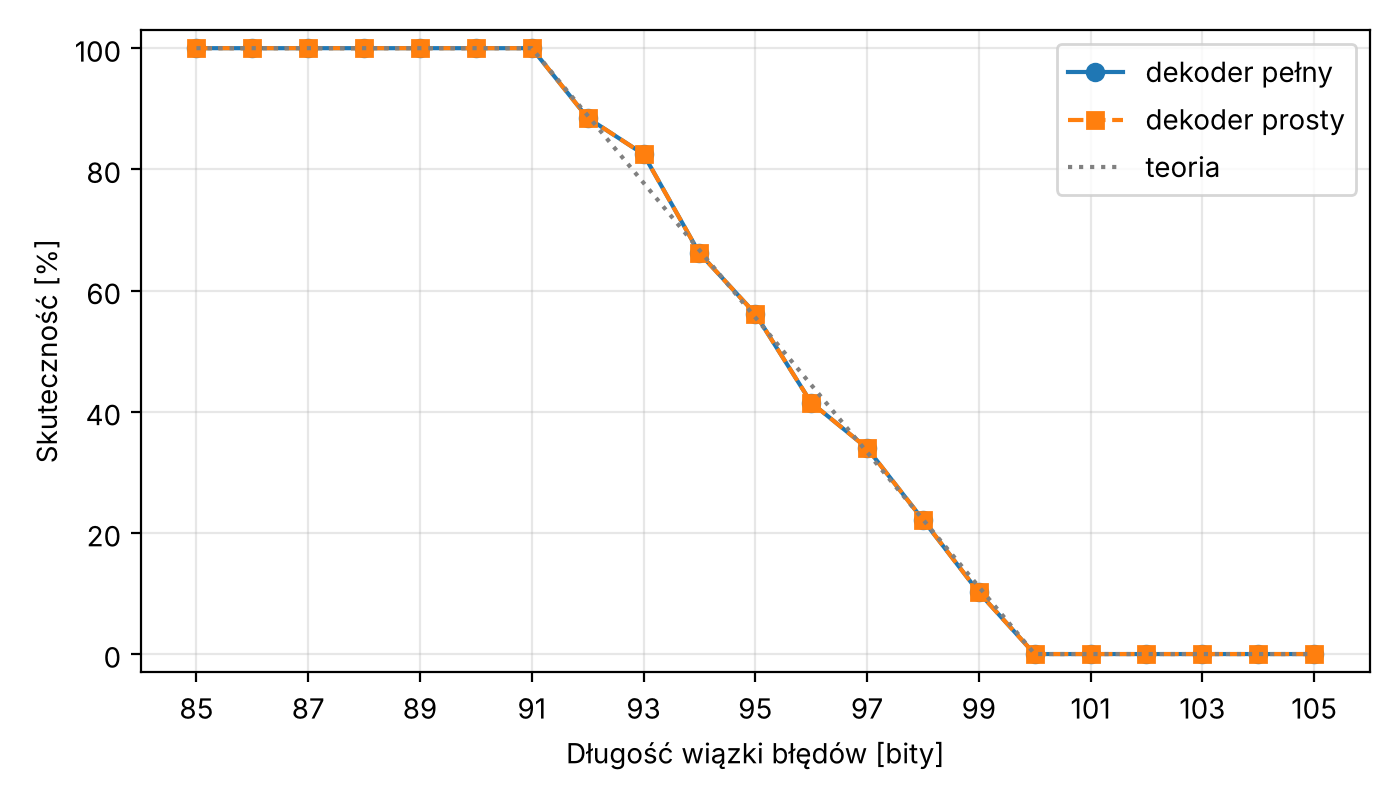 100
80
60
40
20
0
Skuteczność [%]
dekoder pełny
dekoder prosty
teoria
85 87 89 91 93 95 97 99 101 103 105
Długość wiązki błędów [bity]